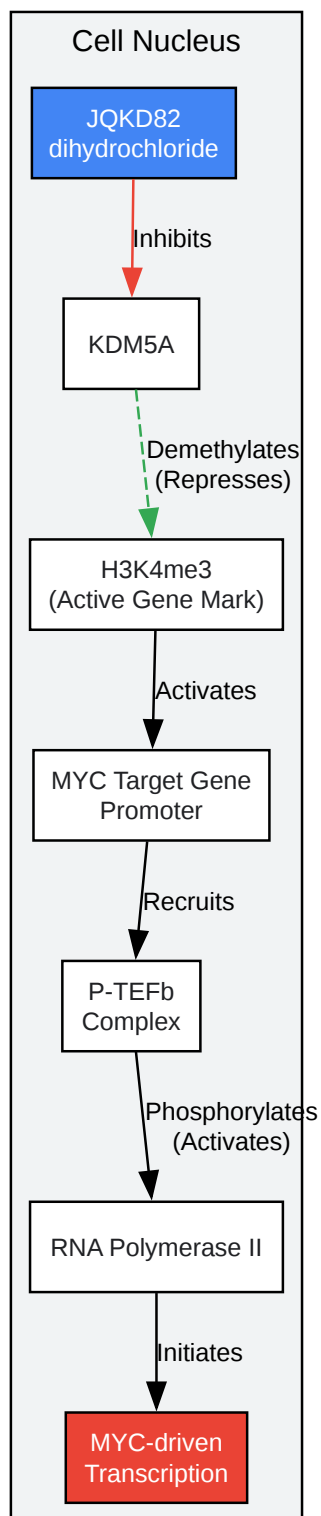 Cell Nucleus
JQKD82
dihydrochloride
Inhibits
KDM5A
Demethylates
(Represses)
H3K4me3
(Active Gene Mark)
Activates
MYC Target Gene
Promoter
Recruits
P-TEFb
Complex
Phosphorylates
(Activates)
RNA Polymerase II
Initiates
MYC-driven
Transcription